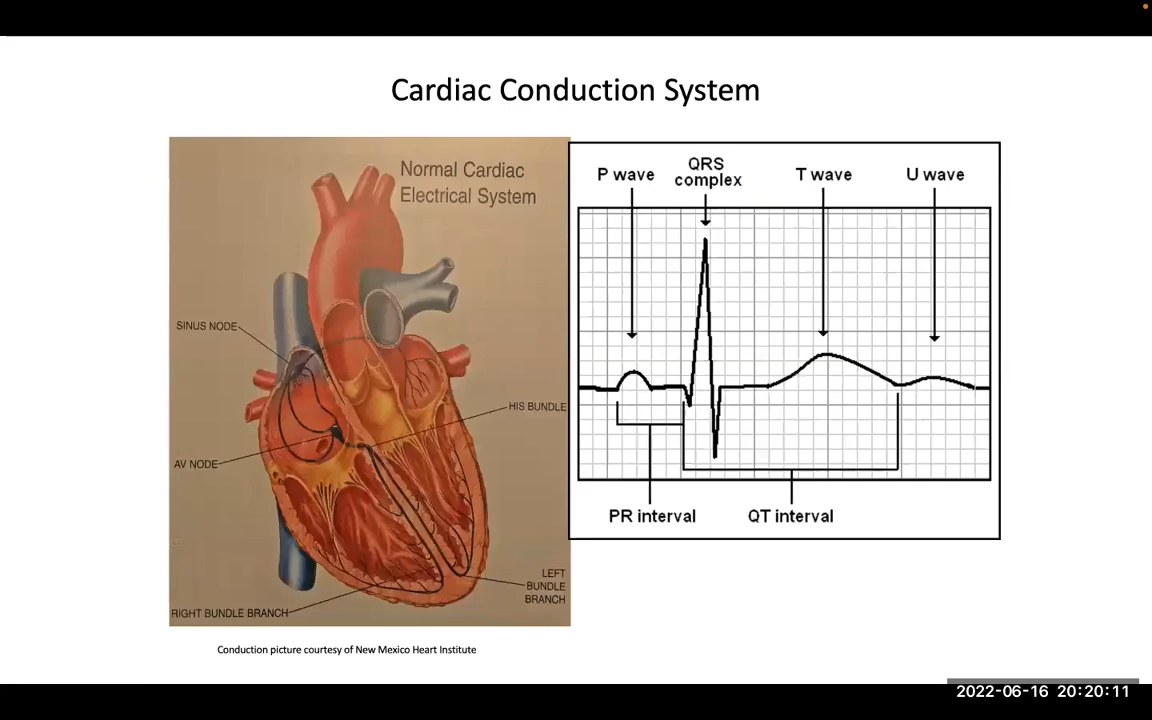 Cardiac Conduction System
Normal Cardiac
Electrical System
SINUS NODE
HIS BUNDLE
AV NODE
LEFT
BUNDLE
BRANCH
RIGHT BUNDLE BRANCH
P wave
QRS
complex
T wave
U wave
PR interval
QT interval
Conduction picture courtesy of New Mexico Heart Institute
2022-06-16 20:20:11